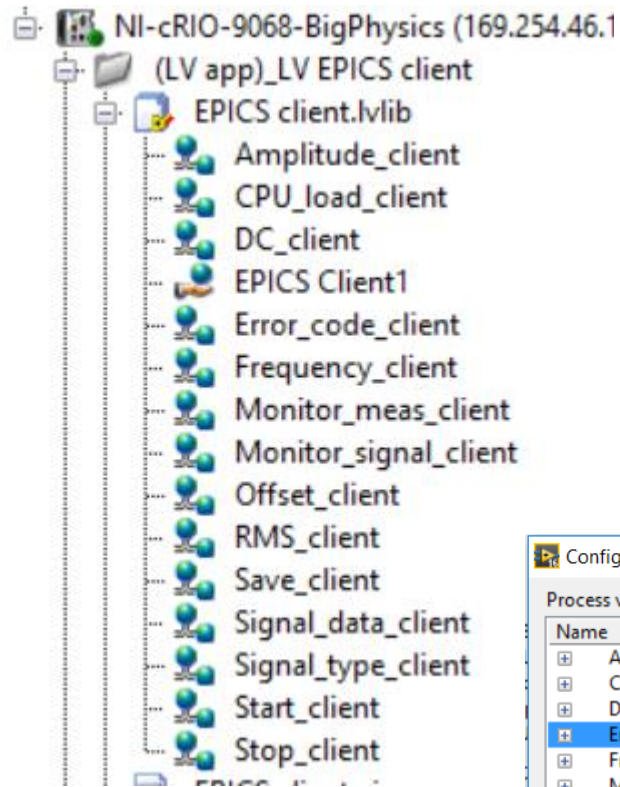 NI-cRIO-9068-BigPhysics (169.254.46.1
(LV app)_LV EPICS client
EPICS client.lvlib
Amplitude_client
CPU_load_client
DC_client
EPICS Client1
Error_code_client
Frequency_client
Monitor_meas_client
Monitor_signal_client
Offset_client
RMS_client
Save_client
Signal_data_client
Signal_type_client
Start_client
Stop_client
Config
Process v
Name
A
C
D
E
F
M